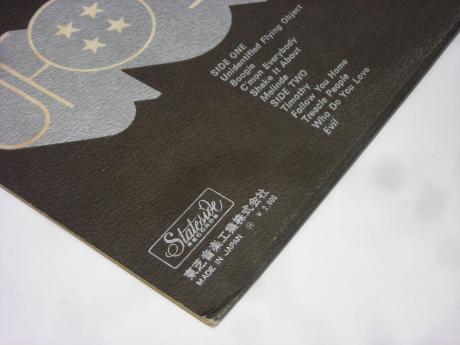 UFO
SIDE ONE
Unidentified Flying Object
Boogie
C'mon Everybody
Shake It About
Melinda
SIDE TWO
Timothy
Follow You Home
Treacle People
Who Do You Love
Evil
Stateside
RECORDS
東芝音楽工業株式会社
MADE IN JAPAN ¥2,000